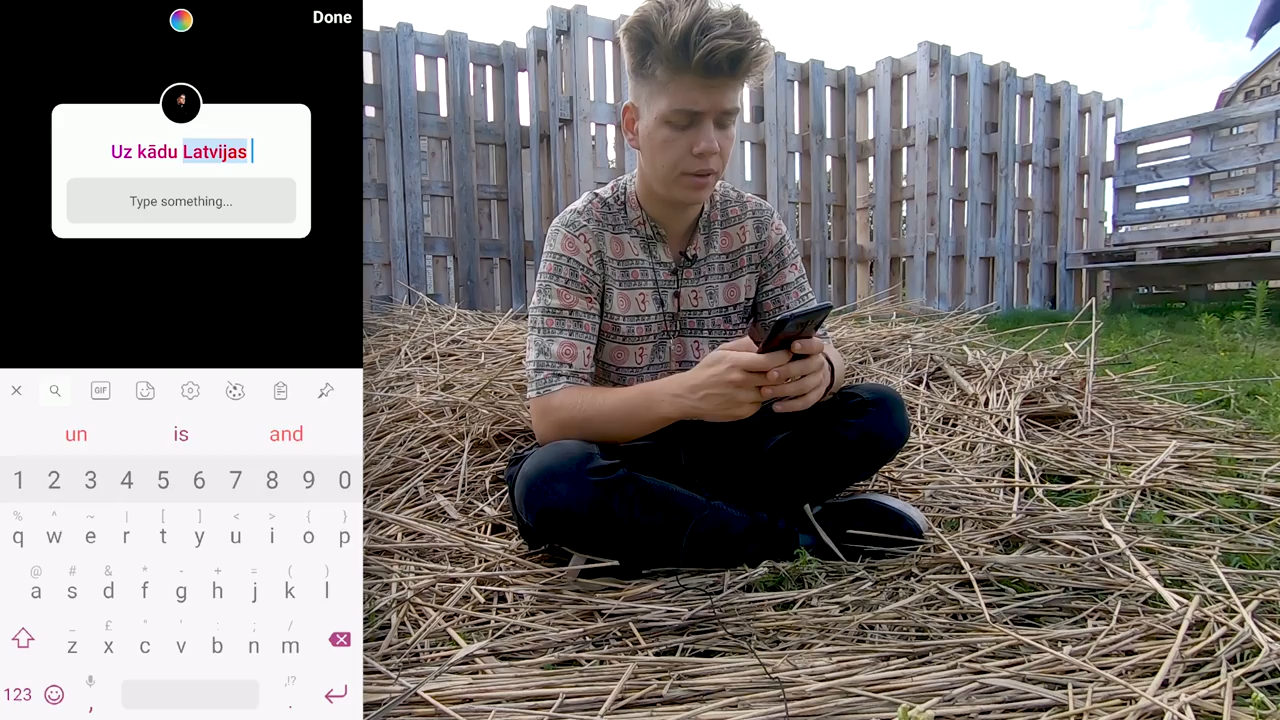 Done
Uz kādu Latvijas
Type something...
GIF
un is and
1 2 3 4 5 6 7 8 9 0
% ^ ~ | [ ] < > { }
q w e r t y u i o p
@ # & * - + = ( )
a s d f g h j k l
_ £ " ' : ; /
z x c v b n m
123 , ,!? .